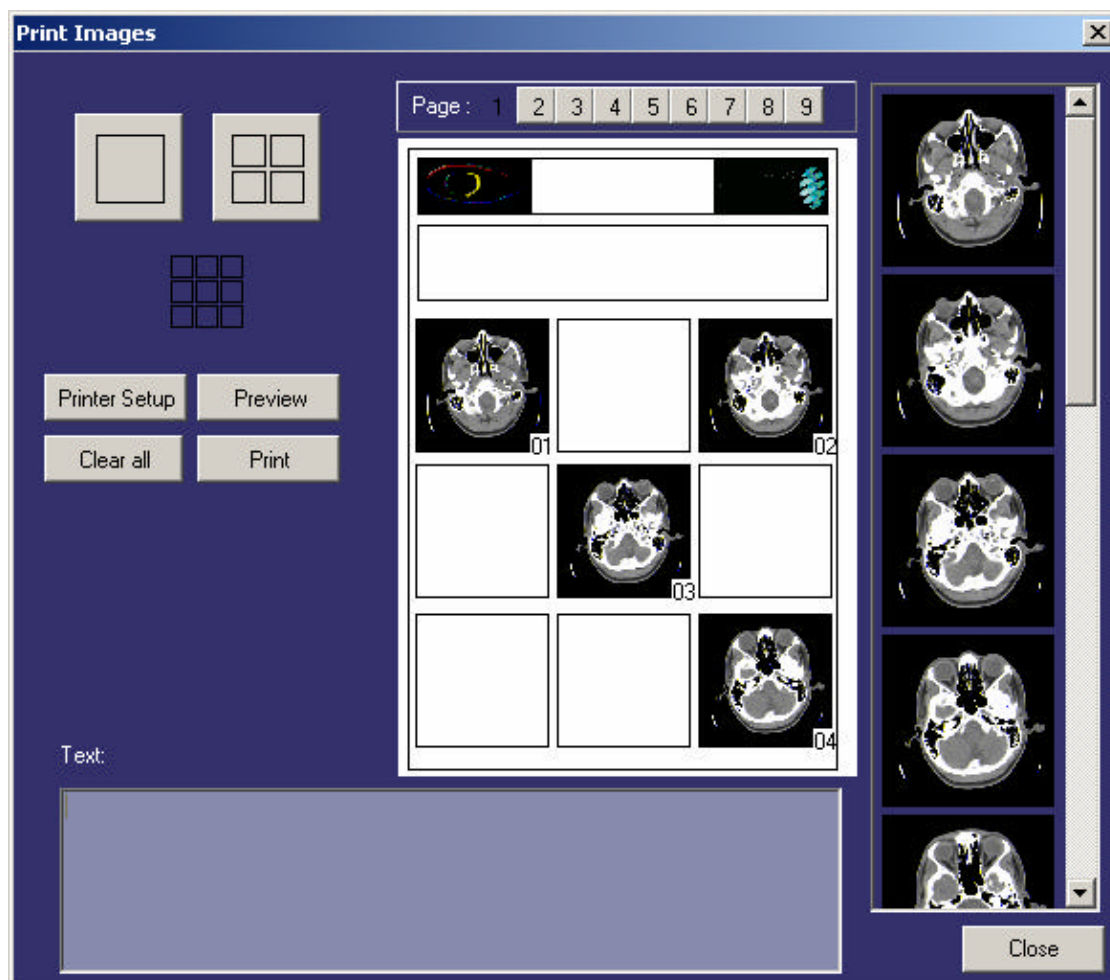 Print Images
Page : 1 2 3 4 5 6 7 8 9
Printer Setup Preview
Clear all Print
01 02
03
04
Text:
Close